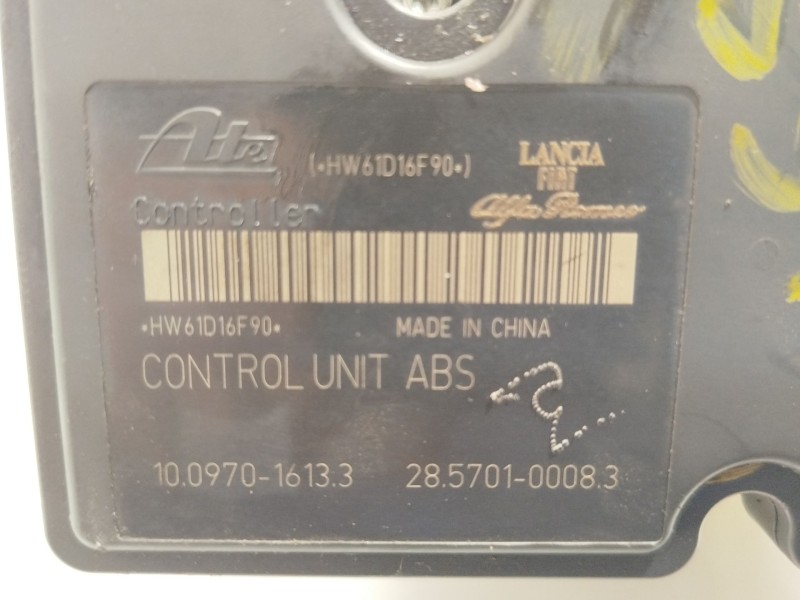 Ate (•HW61D16F90•) LANCIA
FIAT
Controller Alfa Romeo
•HW61D16F90• MADE IN CHINA
CONTROL UNIT ABS
10.0970-1613.3 28.5701-0008.3